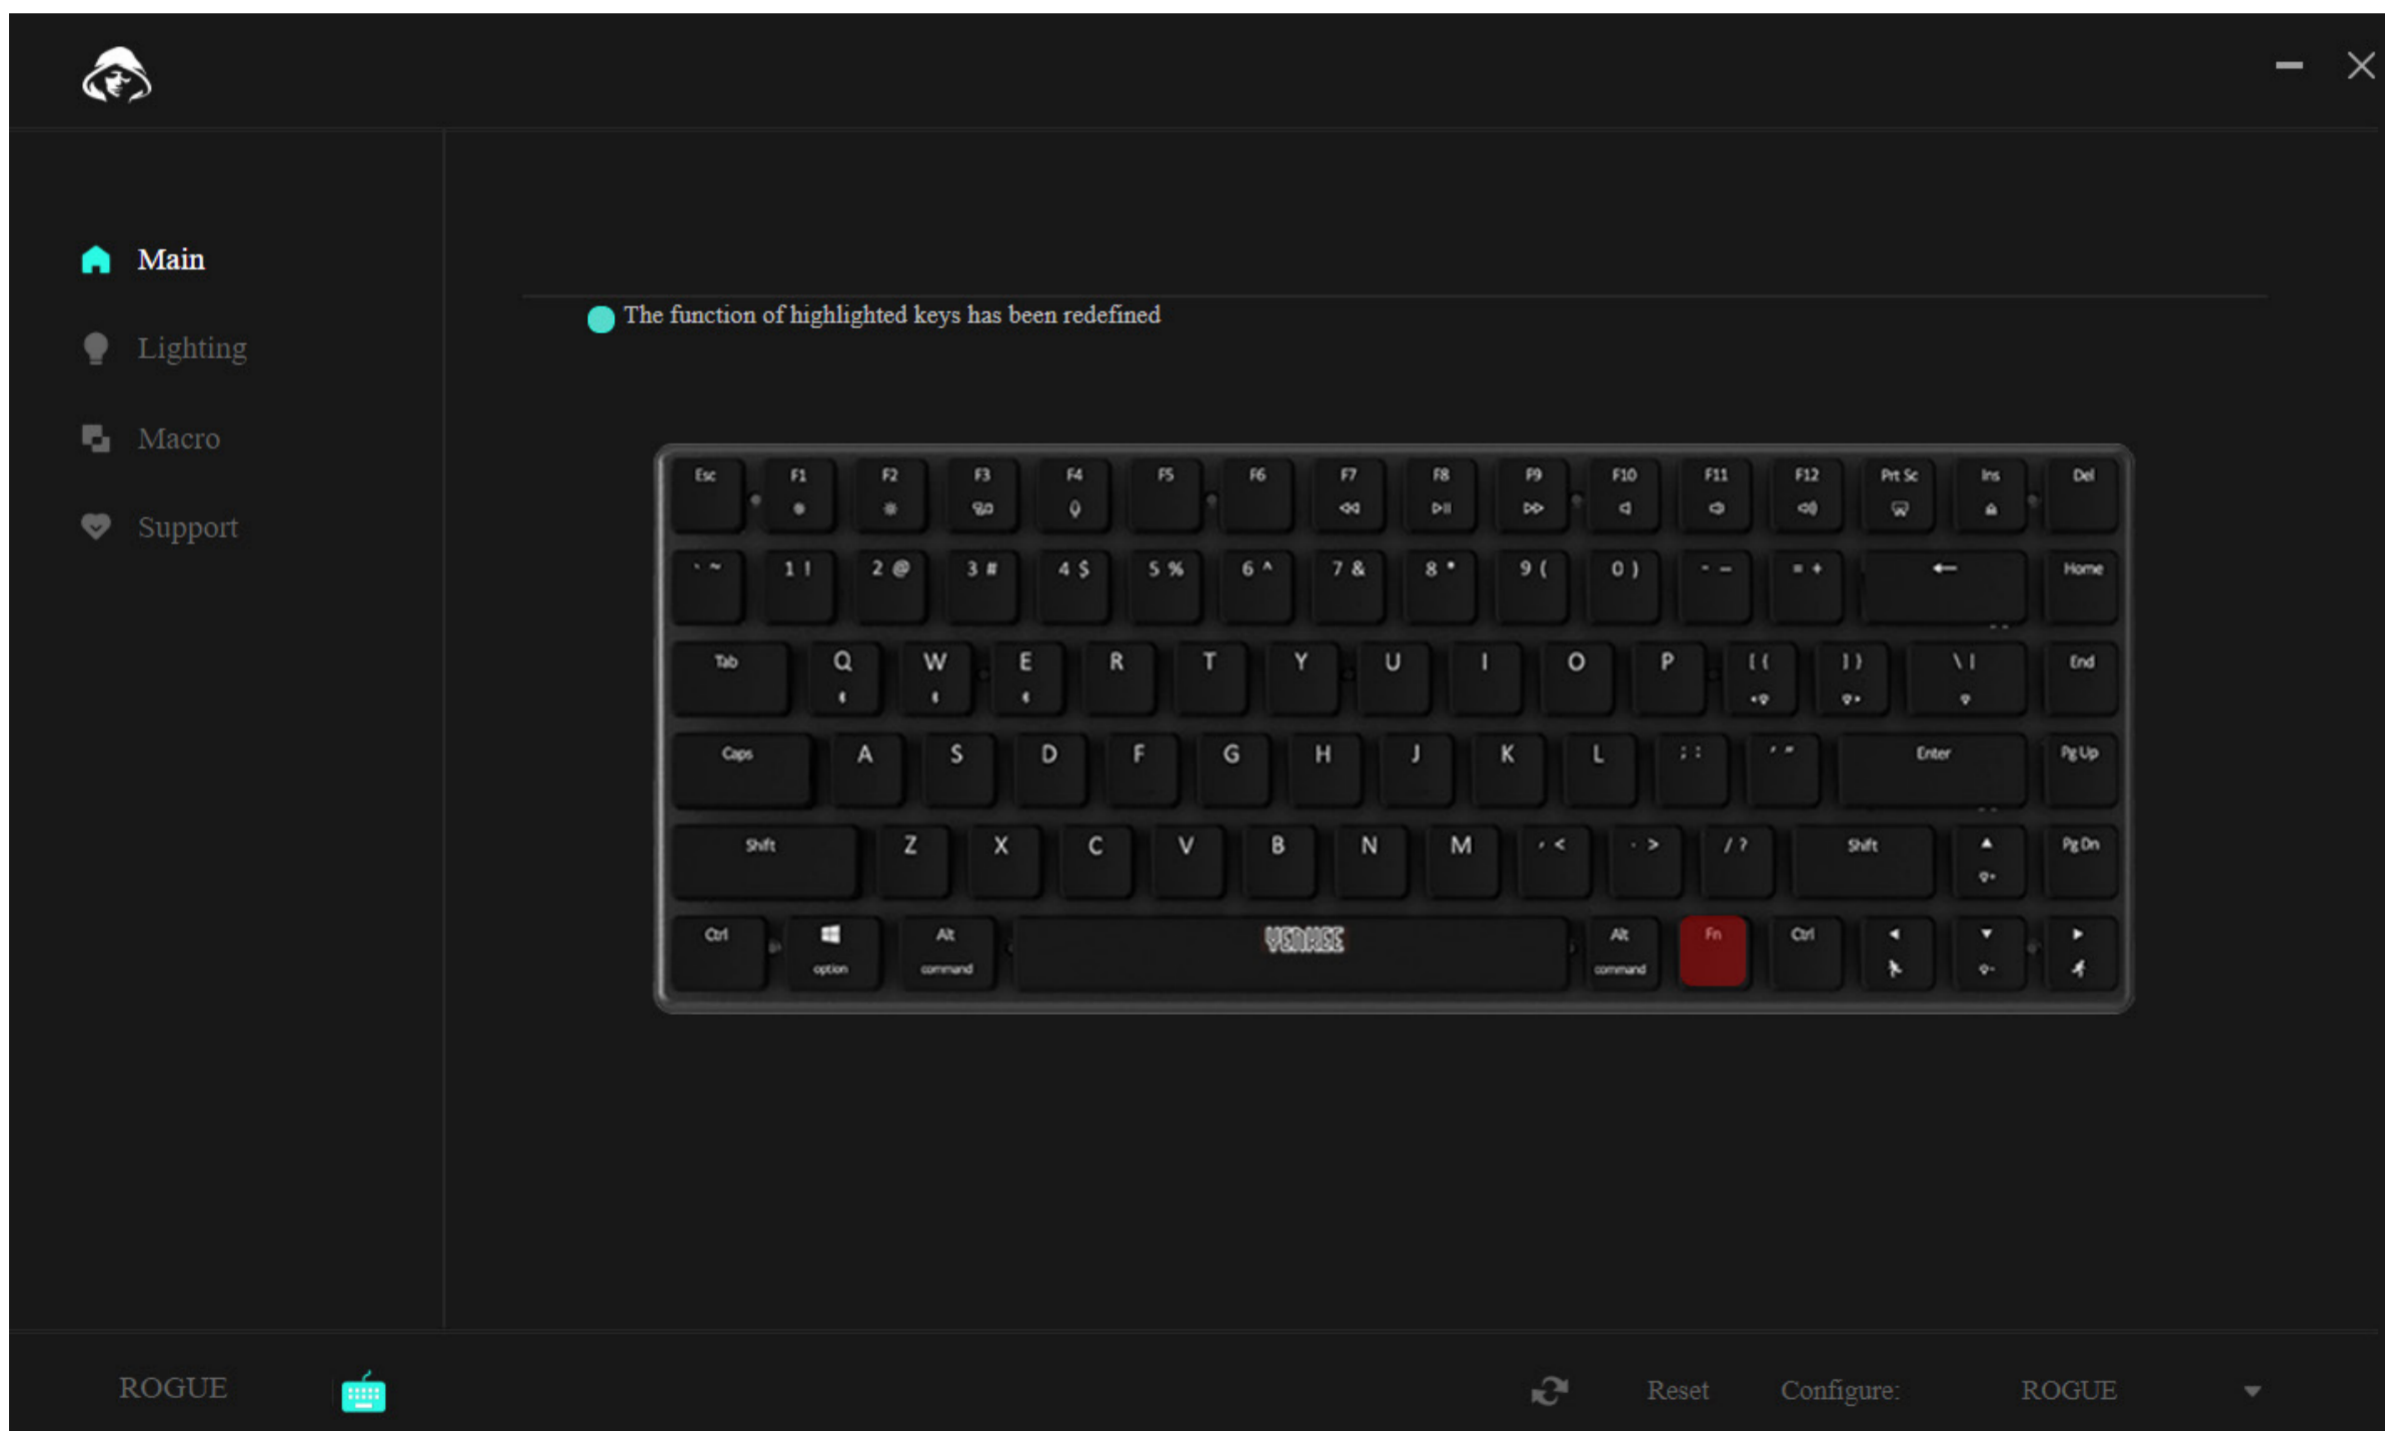 Main
Lighting
Macro
Support
The function of highlighted keys has been redefined
Esc F1 F2 F3 F4 F5 F6 F7 F8 F9 F10 F11 F12 Prt Sc Ins Del
` ~ 1 ! 2 @ 3 # 4 $ 5 % 6 ^ 7 & 8 * 9 ( 0 ) - _ = + ← Home
Tab Q W E R T Y U I O P [ { ] } \ | End
Caps A S D F G H J K L ; : ' " Enter Pg Up
Shift Z X C V B N M , < . > / ? Shift Pg Dn
Ctrl Alt YENKEE Alt Fn Ctrl
option command command
ROGUE Reset Configure: ROGUE